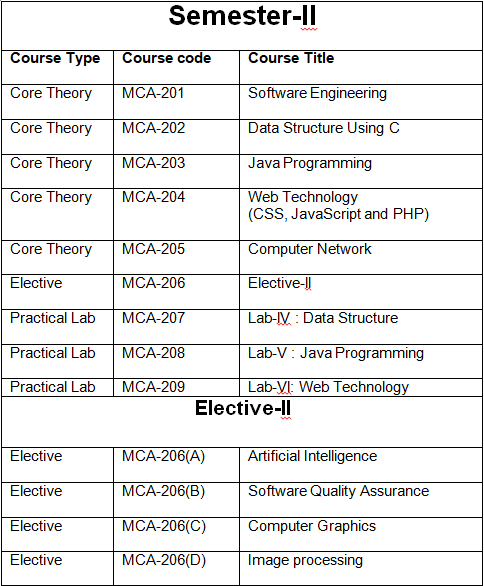 Semester-II
Course Type Course code Course Title
Core Theory MCA-201 Software Engineering
Core Theory MCA-202 Data Structure Using C
Core Theory MCA-203 Java Programming
Core Theory MCA-204 Web Technology
(CSS, JavaScript and PHP)
Core Theory MCA-205 Computer Network
Elective MCA-206 Elective-II
Practical Lab MCA-207 Lab-IV : Data Structure
Practical Lab MCA-208 Lab-V : Java Programming
Practical Lab MCA-209 Lab-VI: Web Technology
Elective-II
Elective MCA-206(A) Artificial Intelligence
Elective MCA-206(B) Software Quality Assurance
Elective MCA-206(C) Computer Graphics
Elective MCA-206(D) Image processing